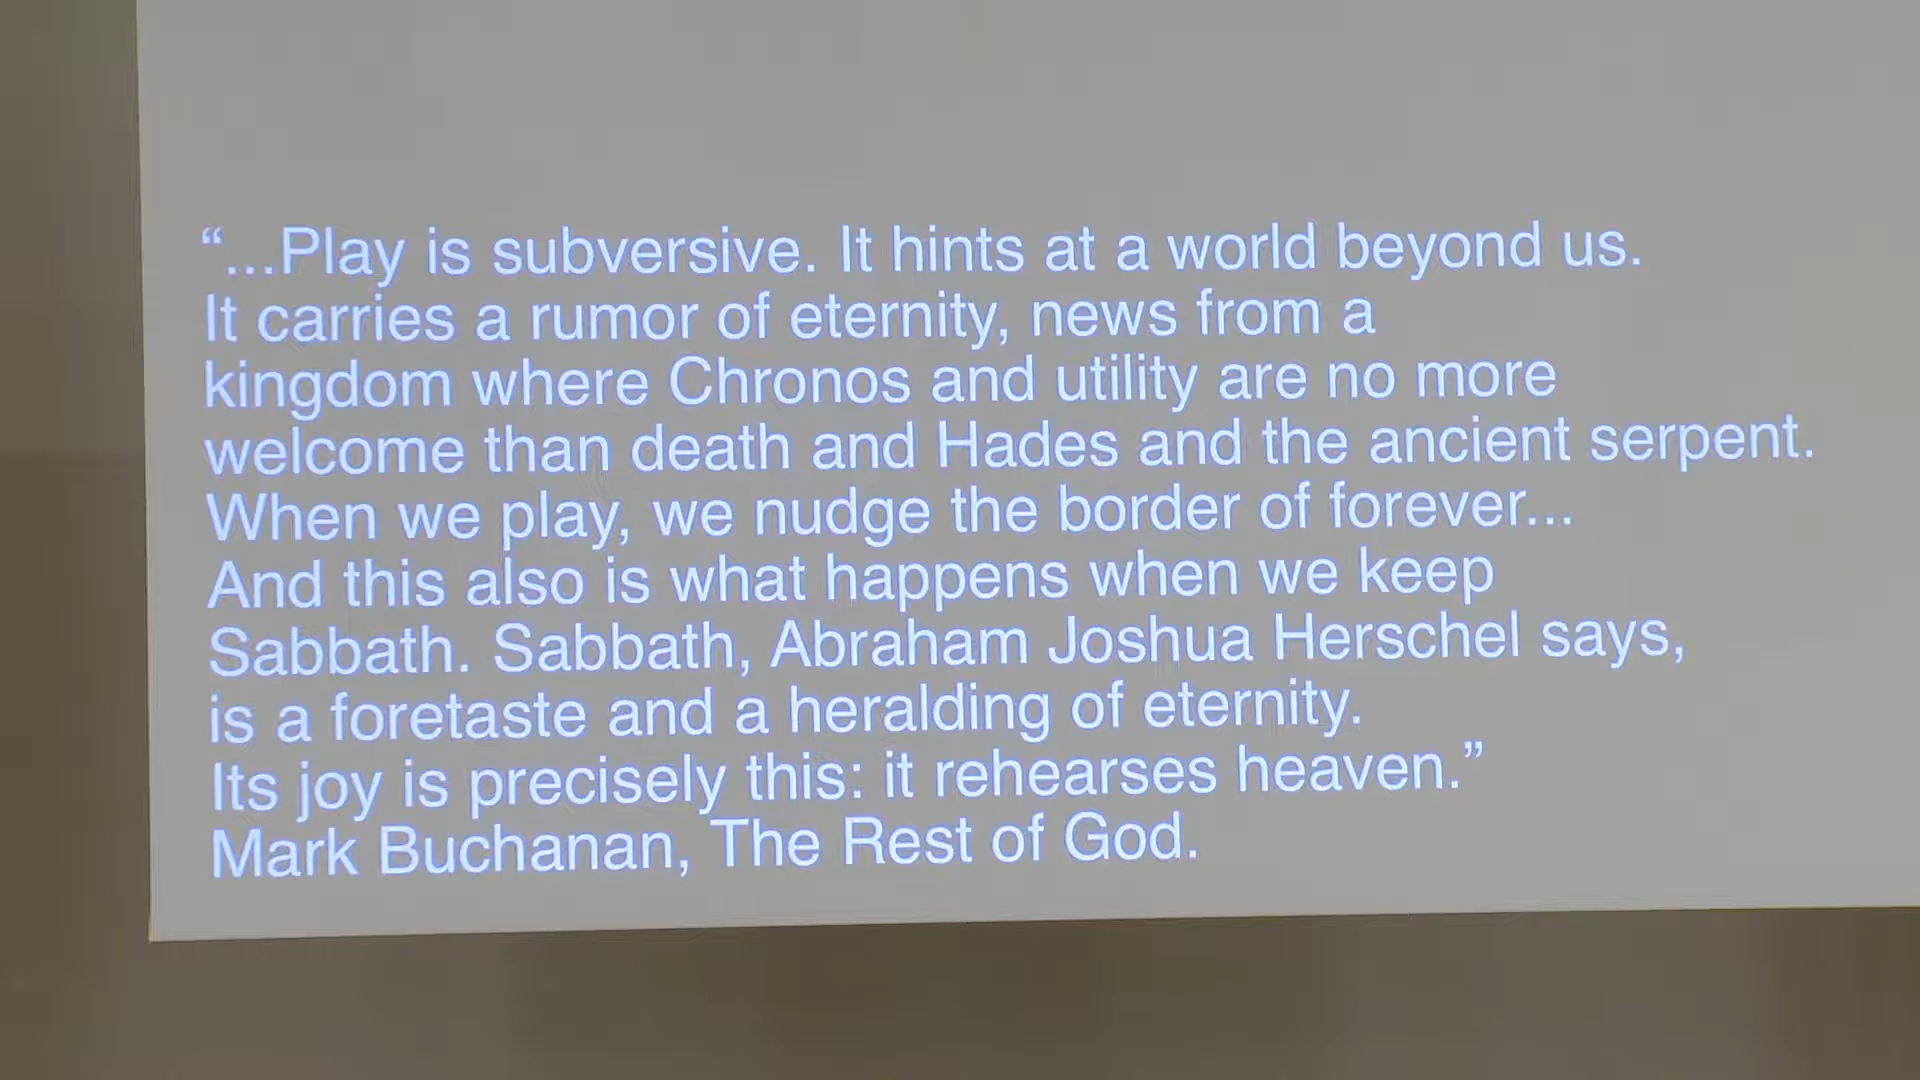 “...Play is subversive. It hints at a world beyond us.
It carries a rumor of eternity, news from a
kingdom where Chronos and utility are no more
welcome than death and Hades and the ancient serpent.
When we play, we nudge the border of forever...
And this also is what happens when we keep
Sabbath. Sabbath, Abraham Joshua Herschel says,
is a foretaste and a heralding of eternity.
Its joy is precisely this: it rehearses heaven.”
Mark Buchanan, The Rest of God.